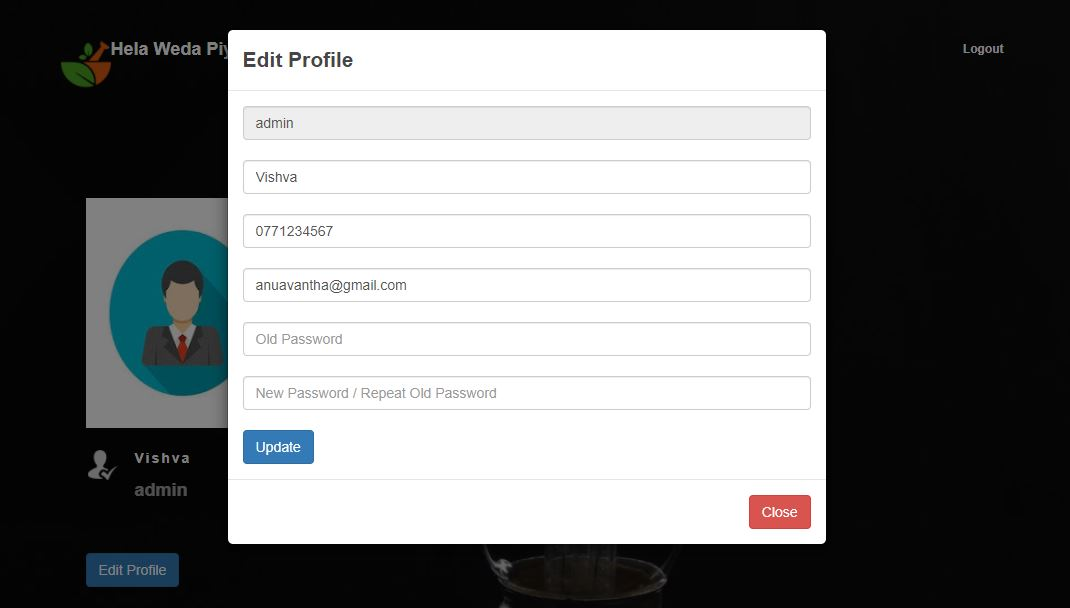 Hela Weda
Logout
Edit Profile
admin
Vishva
0771234567
anuavantha@gmail.com
Old Password
New Password / Repeat Old Password
Update
Vishva
admin
Close
Edit Profile